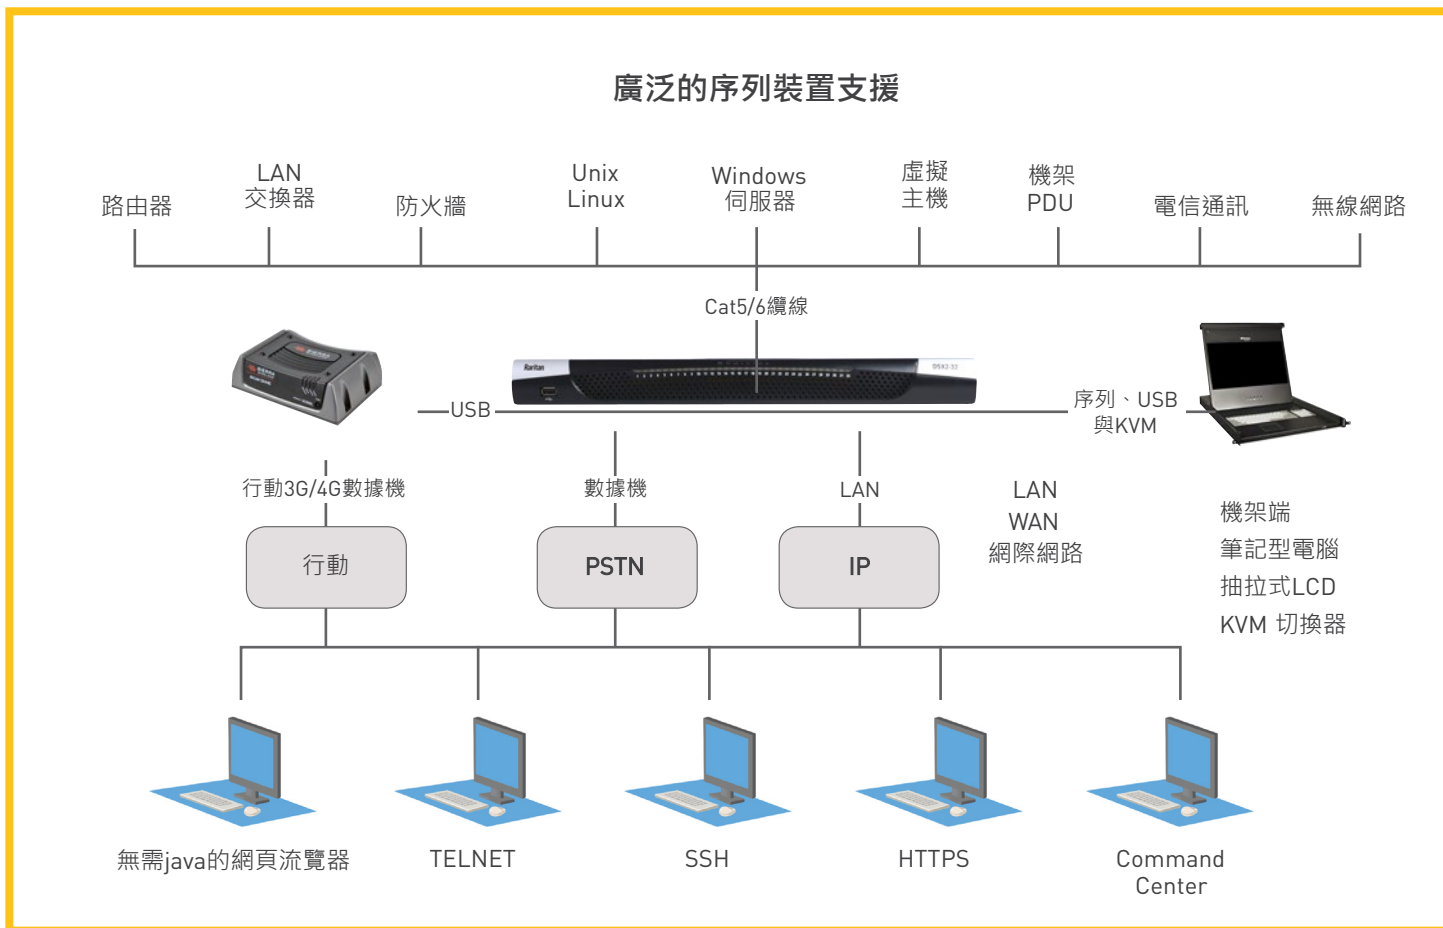 廣泛的序列裝置支援
路由器
LAN
交換器
防火牆
Unix
Linux
Windows
伺服器
虛擬
主機
機架
PDU
電信通訊
無線網路
Cat5/6纜線
Raritan
DSX2-32
USB
序列、USB
與KVM
行動3G/4G數據機
數據機
LAN
LAN
WAN
網際網路
機架端
筆記型電腦
抽拉式LCD
KVM 切換器
行動
PSTN
IP
無需java的網頁流覽器
TELNET
SSH
HTTPS
Command
Center